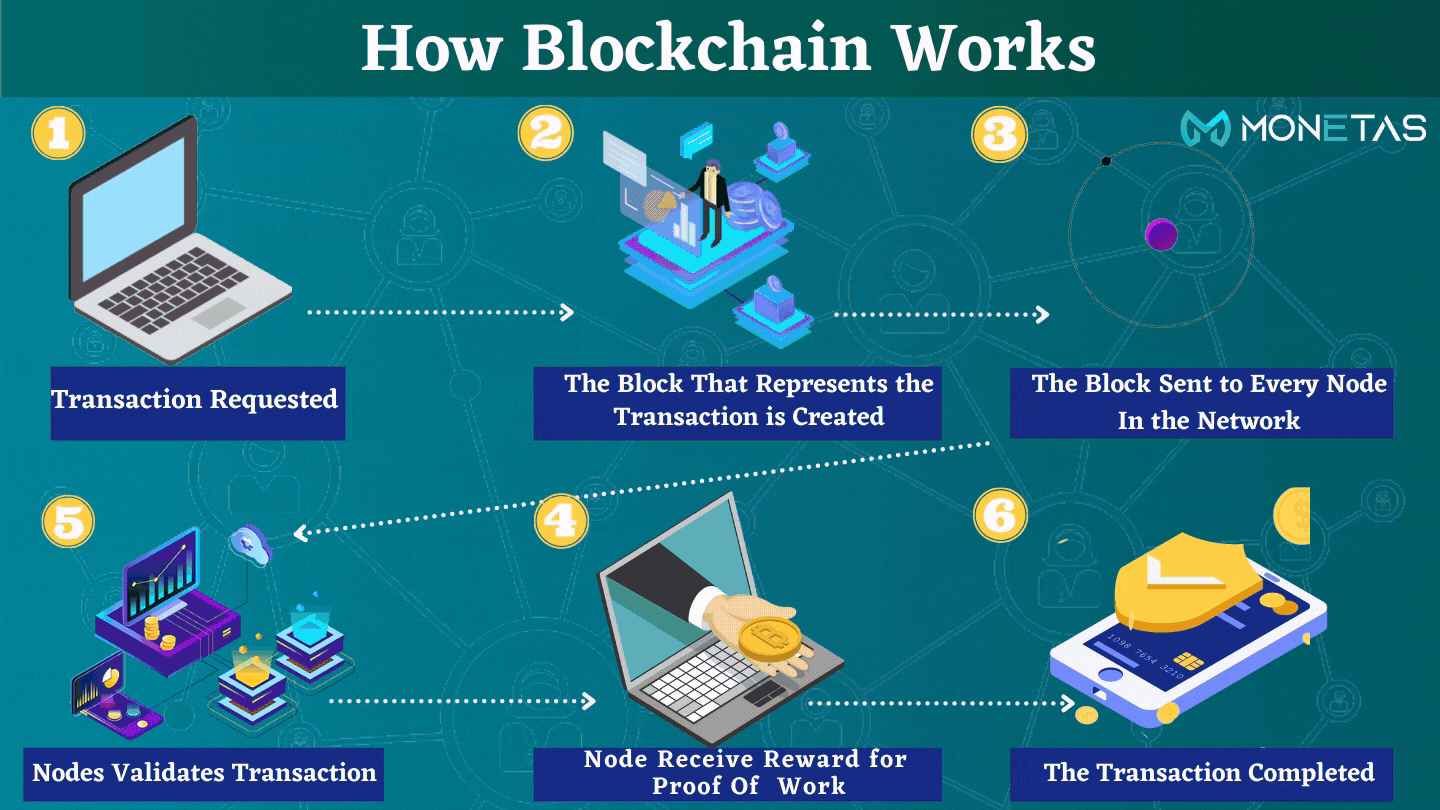 How Blockchain Works
MONETAS
1
2
3
Transaction Requested
The Block That Represents the
Transaction is Created
The Block Sent to Every Node
In the Network
5
4
6
1098 7654 3210
Nodes Validates Transaction
Node Receive Reward for
Proof Of Work
The Transaction Completed